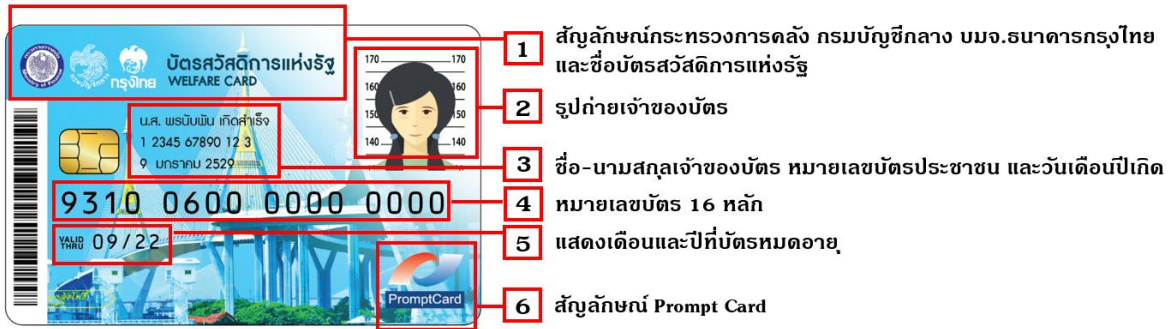 กรุงไทย
บัตรสวัสดิการแห่งรัฐ
WELFARE CARD
170 170
160 160
150 150
140 140
น.ส. พรนับพัน เกิดสำเร็จ
1 2345 67890 12 3
9 มกราคม 2529
9310 0600 0000 0000
VALID THRU 09/22
PromptCard
1 สัญลักษณ์กระทรวงการคลัง กรมบัญชีกลาง บมจ.ธนาคารกรุงไทย
และชื่อบัตรสวัสดิการแห่งรัฐ
2 รูปถ่ายเจ้าของบัตร
3 ชื่อ-นามสกุลเจ้าของบัตร หมายเลขบัตรประชาชน และวันเดือนปีเกิด
4 หมายเลขบัตร 16 หลัก
5 แสดงเดือนและปีที่บัตรหมดอายุ
6 สัญลักษณ์ Prompt Card